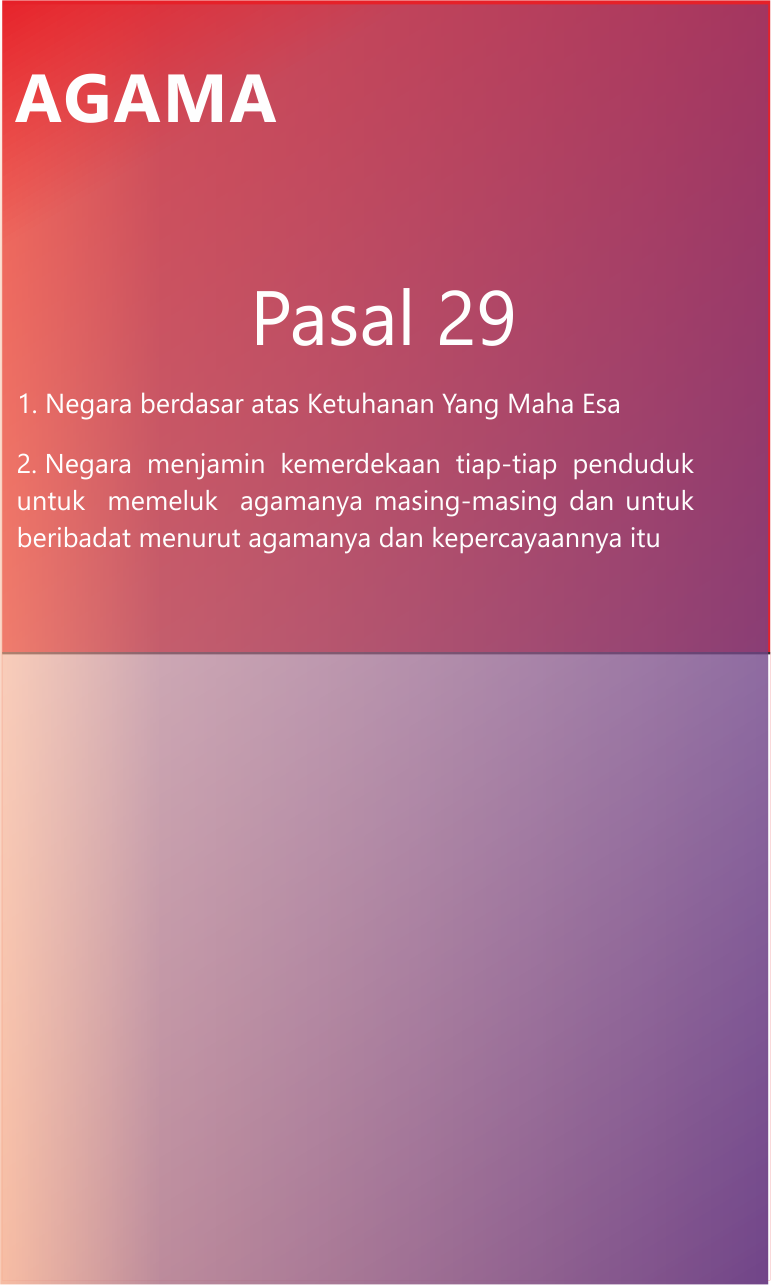 AGAMA
Pasal 29
1. Negara berdasar atas Ketuhanan Yang Maha Esa
2. Negara menjamin kemerdekaan tiap-tiap penduduk
untuk memeluk agamanya masing-masing dan untuk
beribadat menurut agamanya dan kepercayaannya itu